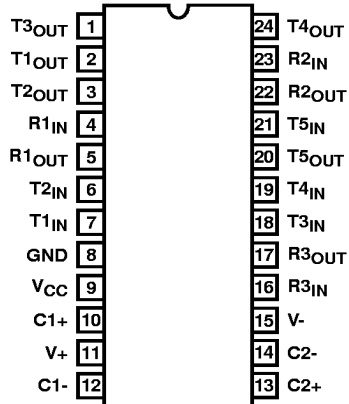 T3OUT 1 24 T4OUT
T1OUT 2 23 R2IN
T2OUT 3 22 R2OUT
R1IN 4 21 T5IN
R1OUT 5 20 T5OUT
T2IN 6 19 T4IN
T1IN 7 18 T3IN
GND 8 17 R3OUT
VCC 9 16 R3IN
C1+ 10 15 V-
V+ 11 14 C2-
C1- 12 13 C2+